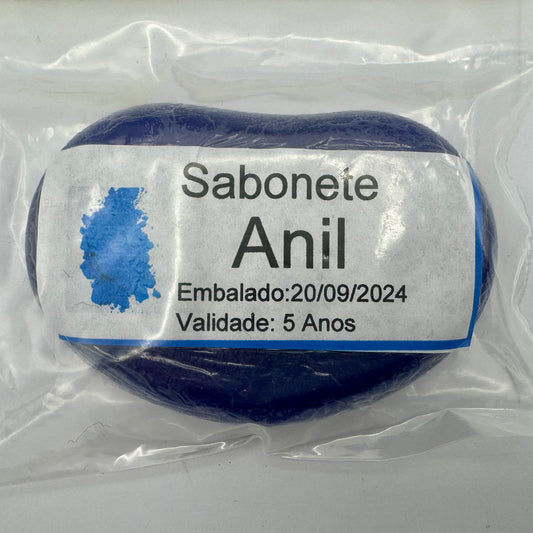 Sabonete
Anil
Embalado:20/09/2024
Validade: 5 Anos